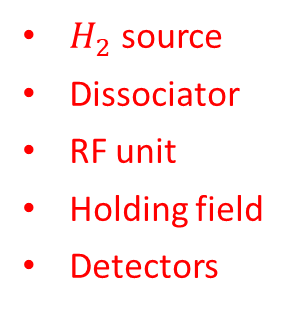 • H₂ source
• Dissociator
• RF unit
• Holding field
• Detectors